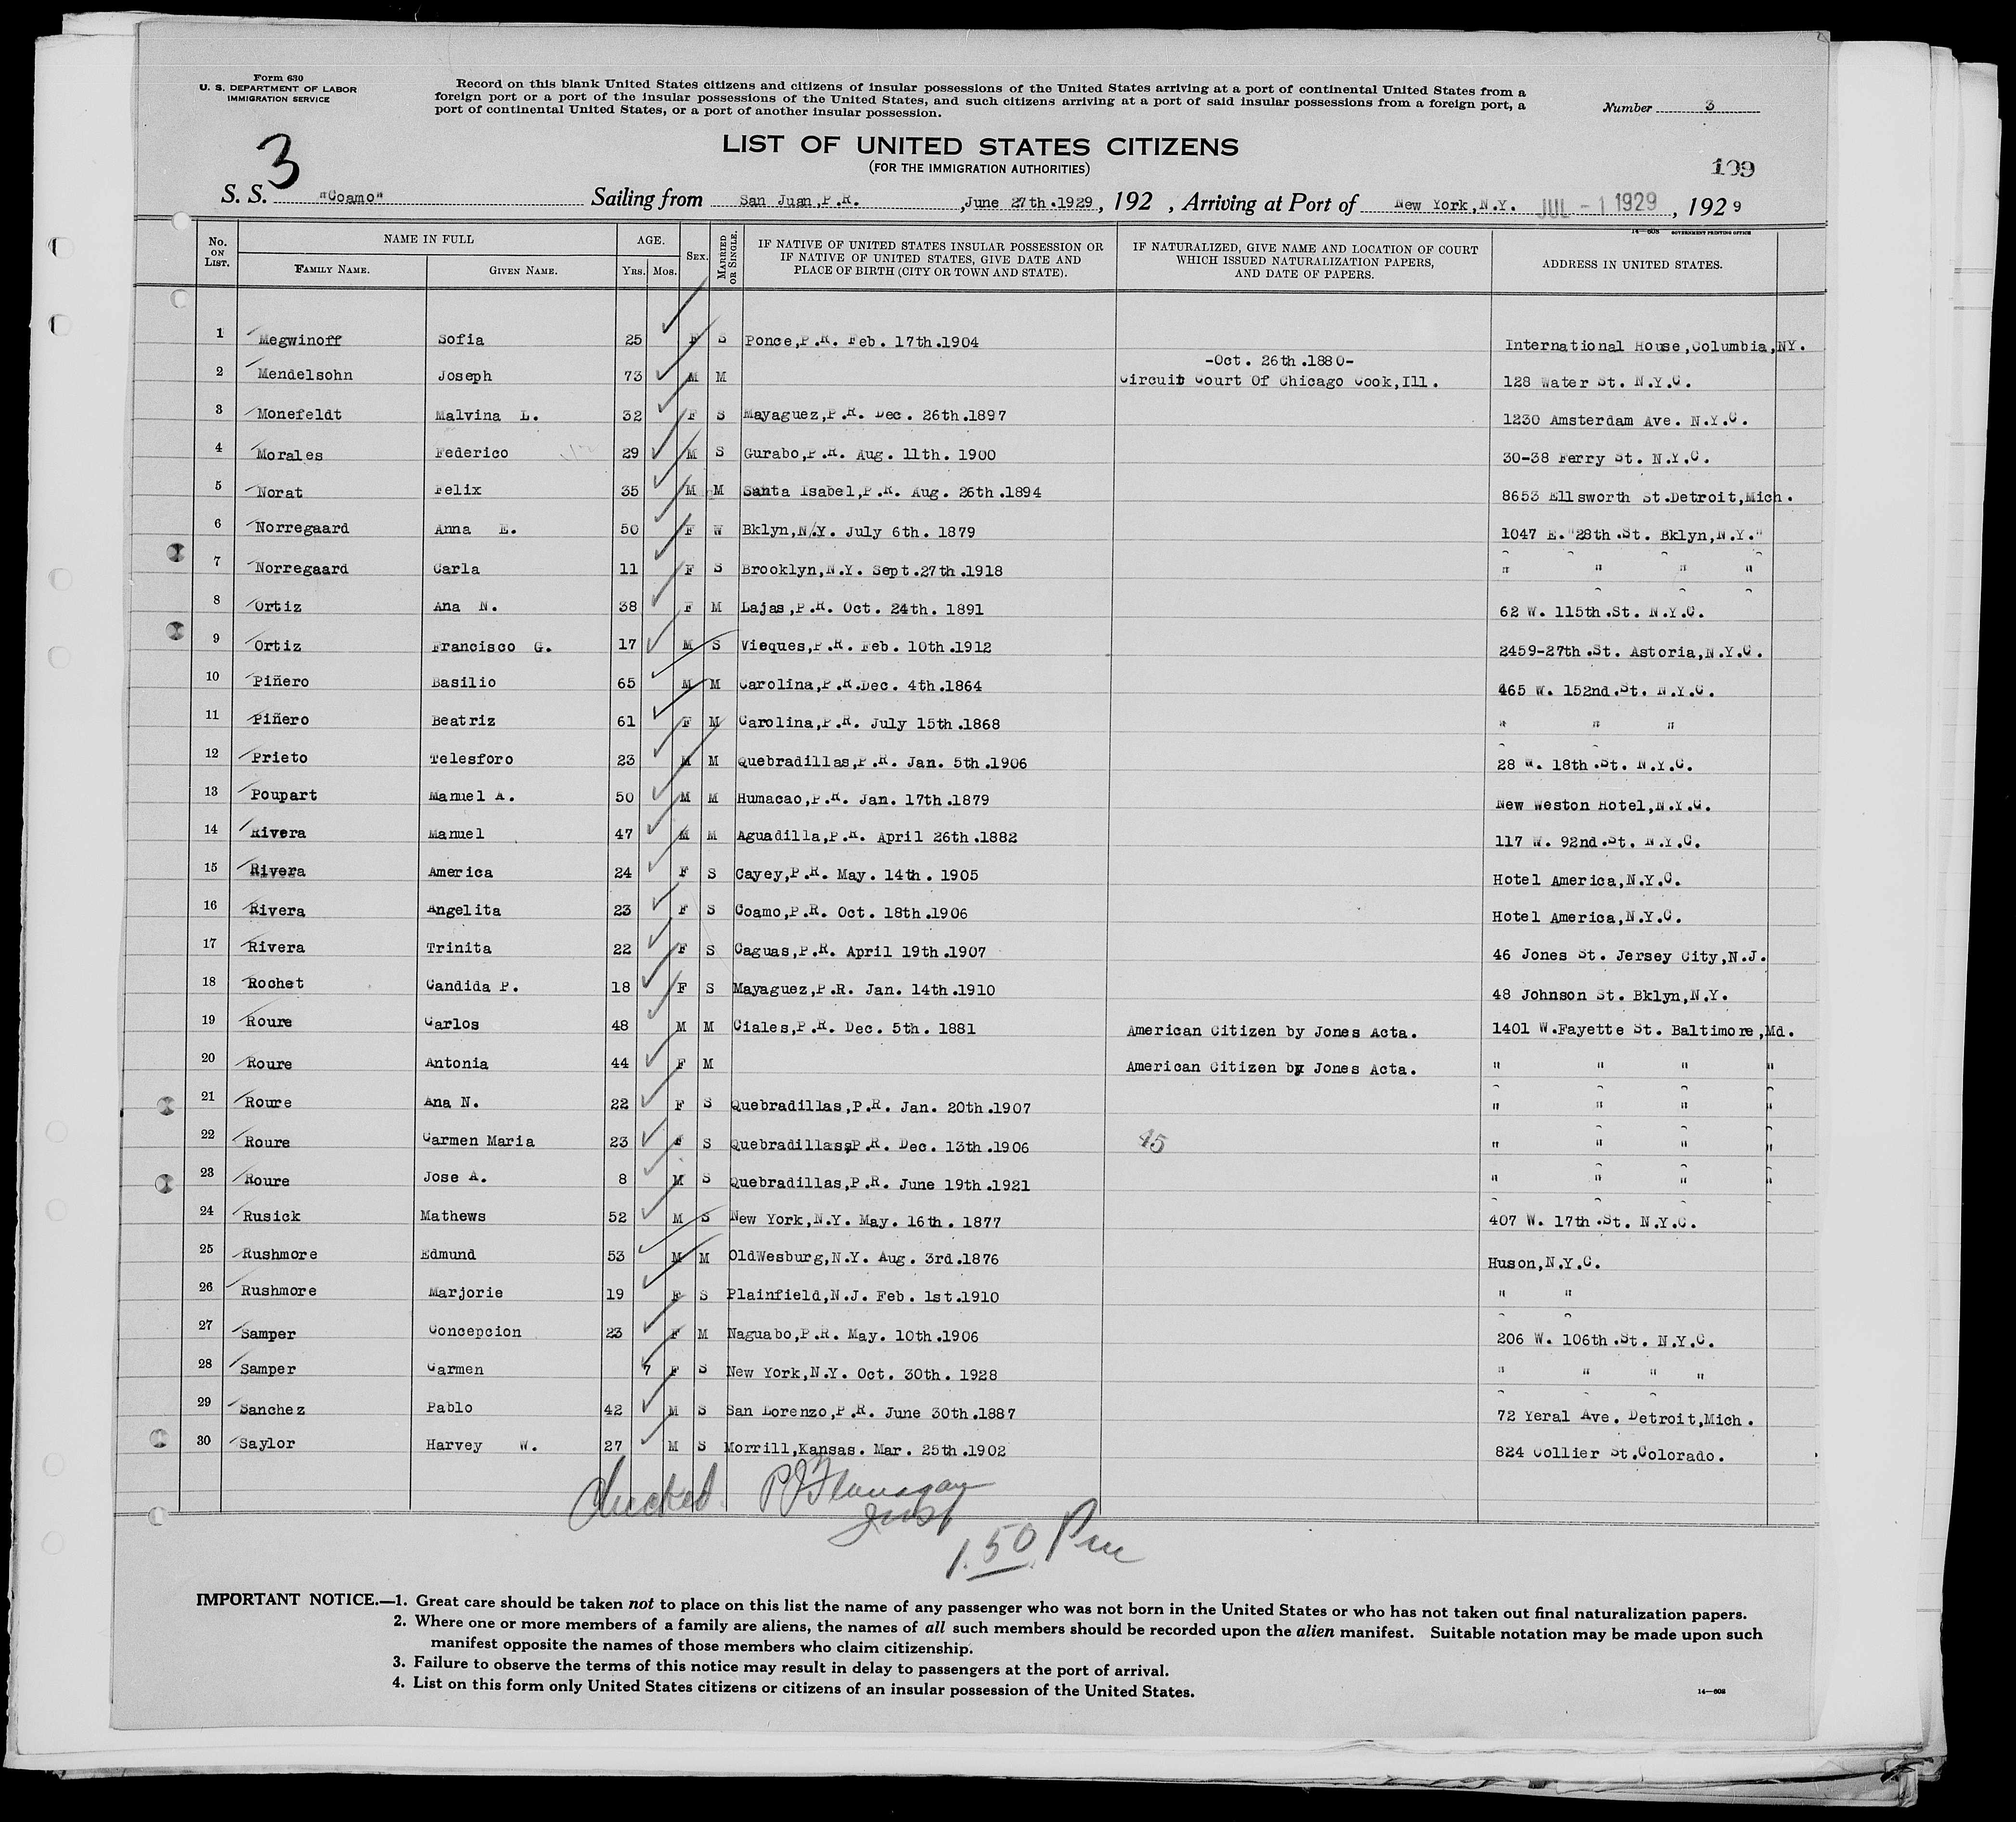 Form 630
U. S. DEPARTMENT OF LABOR
IMMIGRATION SERVICE
Record on this blank United States citizens and citizens of insular possessions of the United States arriving at a port of continental United States from a
foreign port or a port of the insular possessions of the United States, and such citizens arriving at a port of said insular possessions from a foreign port, a
port of continental United States, or a port of another insular possession.
Number 3
LIST OF UNITED STATES CITIZENS
(FOR THE IMMIGRATION AUTHORITIES)
3
199
S. S. "Coamo" Sailing from San Juan,P.R. ,June 27th.1929, 192 , Arriving at Port of New York,N.Y. JUL -1 1929, 1929
14—608 GOVERNMENT PRINTING OFFICE
No. ON LIST. NAME IN FULL FAMILY NAME. GIVEN NAME. AGE. YRS. MOS. SEX. MARRIED OR SINGLE. IF NATIVE OF UNITED STATES INSULAR POSSESSION OR IF NATIVE OF UNITED STATES, GIVE DATE AND PLACE OF BIRTH (CITY OR TOWN AND STATE). IF NATURALIZED, GIVE NAME AND LOCATION OF COURT WHICH ISSUED NATURALIZATION PAPERS, AND DATE OF PAPERS. ADDRESS IN UNITED STATES.
1 Megwinoff Sofia 25 F S Ponce,P.R. Feb. 17th.1904 International House,Columbia,NY.
-Oct. 26th.1880-
2 Mendelsohn Joseph 73 M M Circuit Court Of Chicago Cook,Ill. 128 Water St. N.Y.C.
3 Monefeldt Malvina L. 32 F S Mayaguez,P.R. Dec. 26th.1897 1230 Amsterdam Ave. N.Y.C.
4 Morales Federico 29 M S Gurabo,P.R. Aug. 11th. 1900 30-38 Ferry St. N.Y.C.
5 Norat Felix 35 M M Santa Isabel,P.R. Aug. 26th.1894 8653 Ellsworth St.Detroit,Mich.
6 Norregaard Anna E. 50 F W Bklyn,N/.Y. July 6th. 1879 1047 E."28th.St. Bklyn,N.Y."
7 Norregaard Carla 11 F S Brooklyn,N.Y. Sept.27th.1918 " " " "
8 Ortiz Ana N. 38 F M Lajas,P.R. Oct. 24th. 1891 62 W. 115th.St. N.Y.C.
9 Ortiz Francisco G. 17 M S Vieques,P.R. Feb. 10th.1912 2459-27th.St. Astoria,N.Y.C.
10 Piñero Basilio 65 M M Carolina,P.R.Dec. 4th.1864 465 W. 152nd.St. N.Y.C.
11 Piñero Beatriz 61 F M Carolina,P.R. July 15th.1868 " " "
12 Prieto Telesforo 23 M M Quebradillas,P.R. Jan. 5th.1906 28 W. 18th.St. N.Y.C.
13 Poupart Manuel A. 50 M M Humacao,P.R. Jan. 17th.1879 New Weston Hotel,N.Y.C.
14 Rivera Manuel 47 M M Aguadilla,P.R. April 26th.1882 117 W. 92nd.St. N.Y.C.
15 Rivera America 24 F S Cayey,P.R. May. 14th. 1905 Hotel America,N.Y.C.
16 Rivera Angelita 23 F S Coamo,P.R. Oct. 18th.1906 Hotel America,N.Y.C.
17 Rivera Trinita 22 F S Caguas,P.R. April 19th.1907 46 Jones St. Jersey City,N.J.
18 Rochet Candida P. 18 F S Mayaguez,P.R. Jan. 14th.1910 48 Johnson St. Bklyn,N.Y.
19 Roure Carlos 48 M M Ciales,P.R. Dec. 5th. 1881 American Citizen by Jones Acta. 1401 W.Fayette St. Baltimore,Md.
20 Roure Antonia 44 F M American Citizen by Jones Acta. " " " "
21 Roure Ana N. 22 F S Quebradillas,P.R. Jan. 20th.1907 " " " "
22 Roure Carmen Maria 23 F S Quebradillas,P.R. Dec. 13th.1906 45 " " " "
23 Roure Jose A. 8 M S Quebradillas,P.R. June 19th.1921 " " " "
24 Rusick Mathews 52 M S New York,N.Y. May. 16th. 1877 407 W. 17th.St. N.Y.C.
25 Rushmore Edmund 53 M M OldWesburg,N.Y. Aug. 3rd.1876 Huson,N.Y.C.
26 Rushmore Marjorie 19 F S Plainfield,N.J. Feb. 1st.1910 " "
27 Samper Concepcion 23 F M Naguabo,P.R. May. 10th.1906 206 W. 106th.St. N.Y.C.
28 Samper Carmen 7 F S New York,N.Y. Oct. 30th. 1928 " " " "
29 Sanchez Pablo 42 M S San Lorenzo,P.R. June 30th.1887 72 Yeral Ave. Detroit,Mich.
30 Saylor Harvey W. 27 M S Morrill,Kansas. Mar. 25th.1902 824 Collier St.Colorado.
Checked. P J Flanagan
Insp
1.50 Pm
IMPORTANT NOTICE.—1. Great care should be taken not to place on this list the name of any passenger who was not born in the United States or who has not taken out final naturalization papers.
2. Where one or more members of a family are aliens, the names of all such members should be recorded upon the alien manifest. Suitable notation may be made upon such
manifest opposite the names of those members who claim citizenship.
3. Failure to observe the terms of this notice may result in delay to passengers at the port of arrival.
4. List on this form only United States citizens or citizens of an insular possession of the United States.
14—608